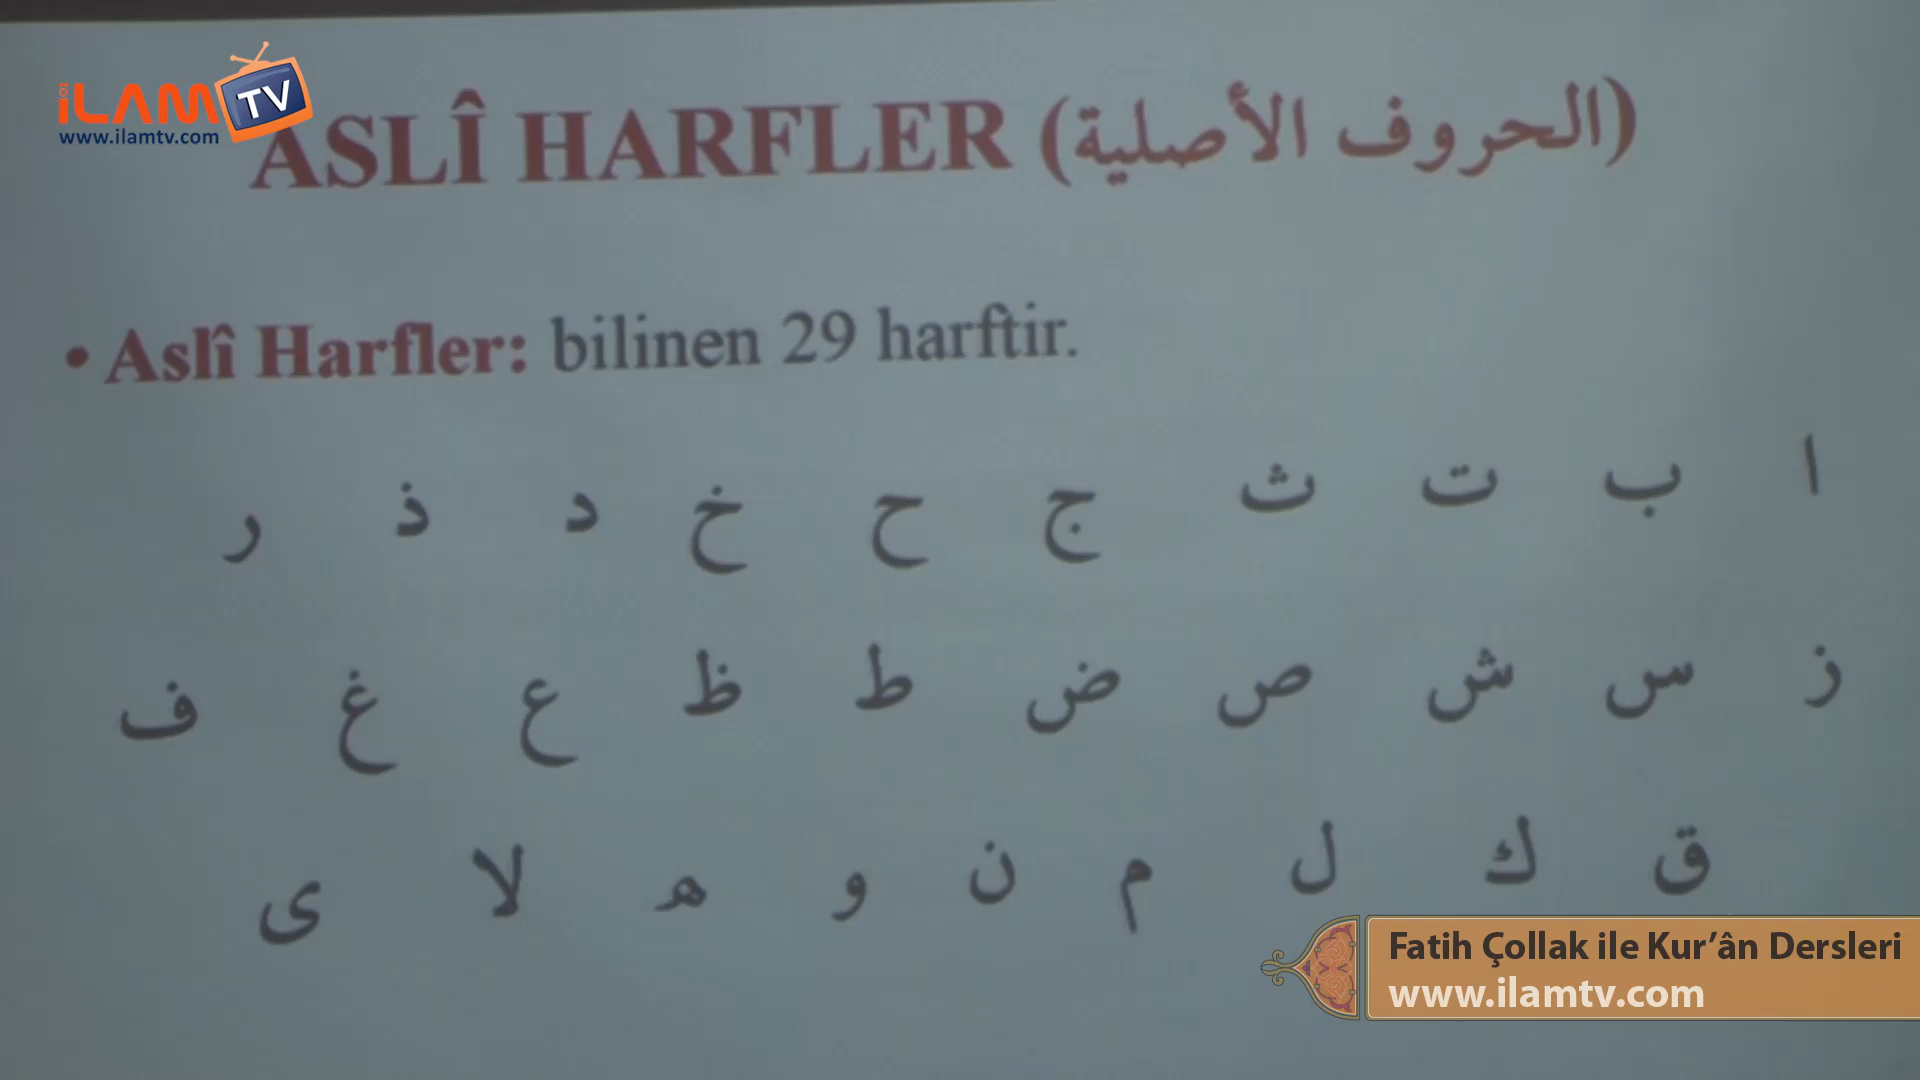 iLAM TV
www.ilamtv.com
ASLÎ HARFLER (الحروف الأصلية)
• Aslî Harfler: bilinen 29 harftir.
ا ب ت ث ج ح خ د ذ ر
ز س ش ص ض ط ظ ع غ ف
ق ك ل م ن و ه لا ى
Fatih Çollak ile Kur’ân Dersleri
www.ilamtv.com